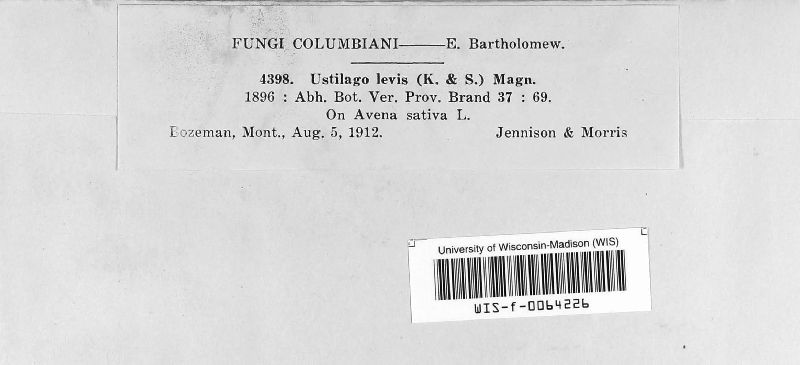 FUNGI COLUMBIANI——E. Bartholomew.
4398. Ustilago levis (K. & S.) Magn.
1896 : Abh. Bot. Ver. Prov. Brand 37 : 69.
On Avena sativa L.
Bozeman, Mont., Aug. 5, 1912. Jennison & Morris
University of Wisconsin-Madison (WIS)
WIS-f-0064226